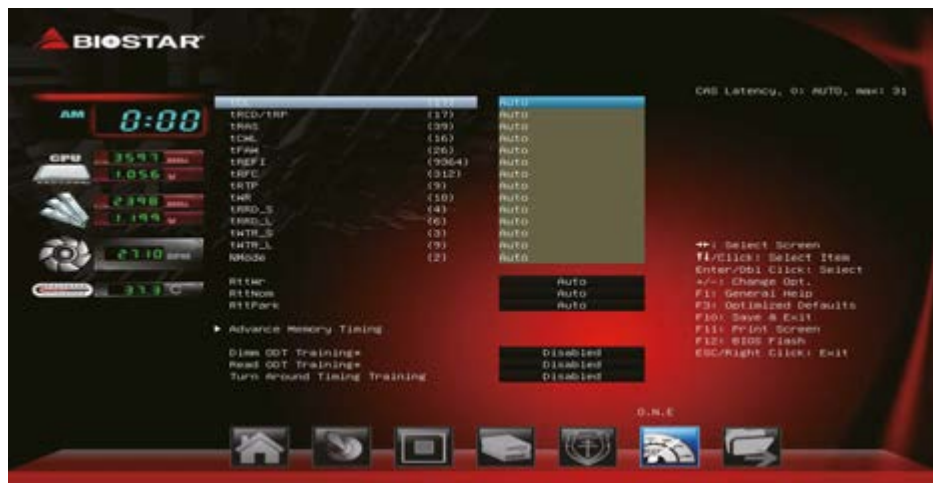 BIOSTAR
CAS Latency, 0: AUTO, max: 31
AM 0:00
CPU 3597 MHz
1.056 V
2398 MHz
1.199 V
2710 RPM
37.3 °C
tCL Auto
tRCD/tRP (17) Auto
tRAS (39) Auto
tCWL (16) Auto
tFAW (26) Auto
tREFI (9364) Auto
tRFC (312) Auto
tRTP (9) Auto
tWR (18) Auto
tRRD_S (4) Auto
tRRD_L (6) Auto
tWTR_S (3) Auto
tWTR_L (9) Auto
NMode (2) Auto
RttWr Auto
RttNom Auto
RttPark Auto
Advance Memory Timing
Dimm ODT Training* Disabled
Read ODT Training* Disabled
Turn Around Timing Training Disabled
→←: Select Screen
↑↓/Click: Select Item
Enter/Dbl Click: Select
+/-: Change Opt.
F1: General Help
F3: Optimized Defaults
F10: Save & Exit
F11: Print Screen
F12: BIOS Flash
ESC/Right Click: Exit
O.N.E